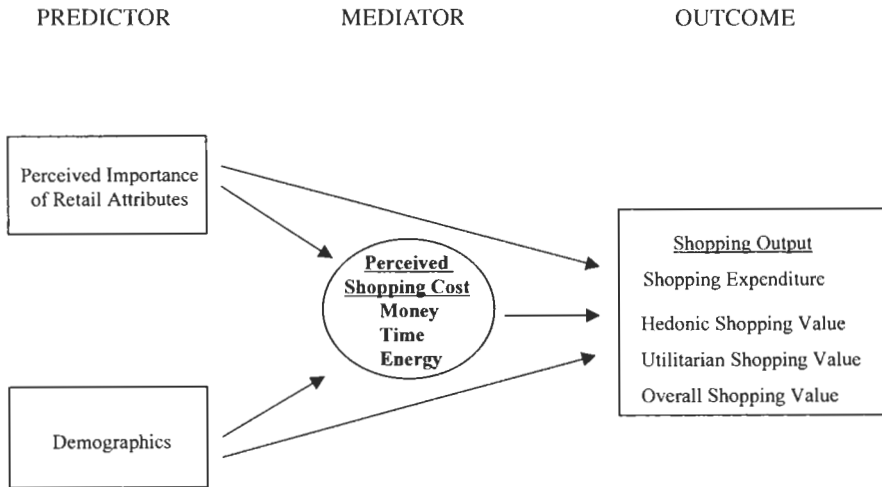 PREDICTOR MEDIATOR OUTCOME
Perceived Importance
of Retail Attributes
Perceived
Shopping Cost
Money
Time
Energy
Shopping Output
Shopping Expenditure
Hedonic Shopping Value
Utilitarian Shopping Value
Overall Shopping Value
Demographics